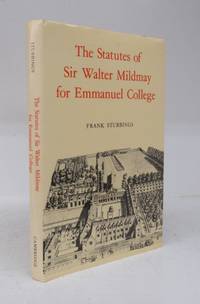 The Statutes of
Sir Walter Mildmay
for Emmanuel College
FRANK STUBBINGS
STUBBINGS
The Statutes of Sir Walter Mildmay
for Emmanuel College
CAMBRIDGE